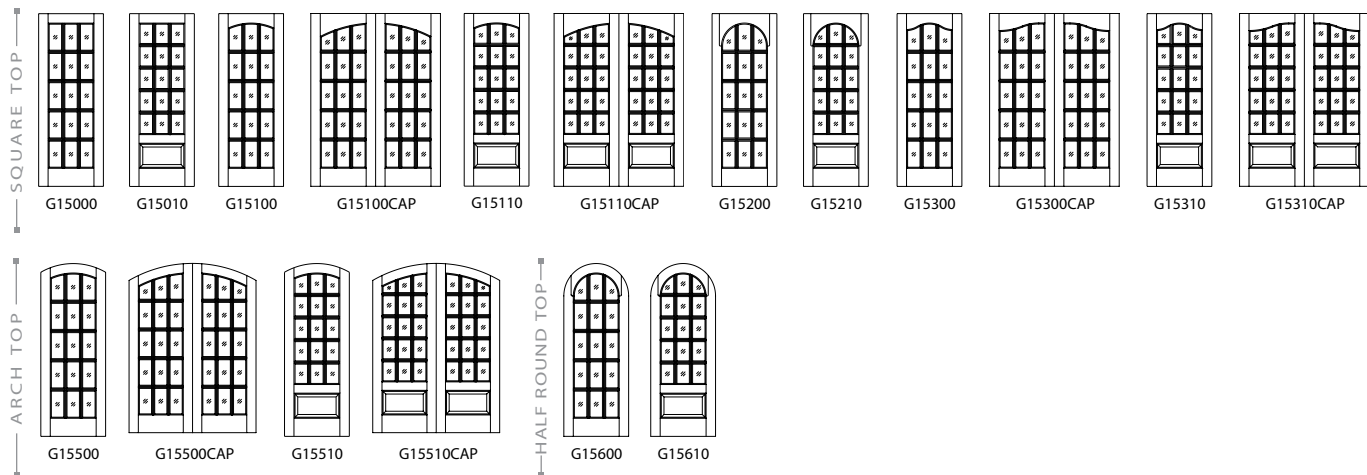 SQUARE TOP
G15000 G15010 G15100 G15100CAP G15110 G15110CAP G15200 G15210 G15300 G15300CAP G15310 G15310CAP
ARCH TOP
G15500 G15500CAP G15510 G15510CAP
HALF ROUND TOP
G15600 G15610